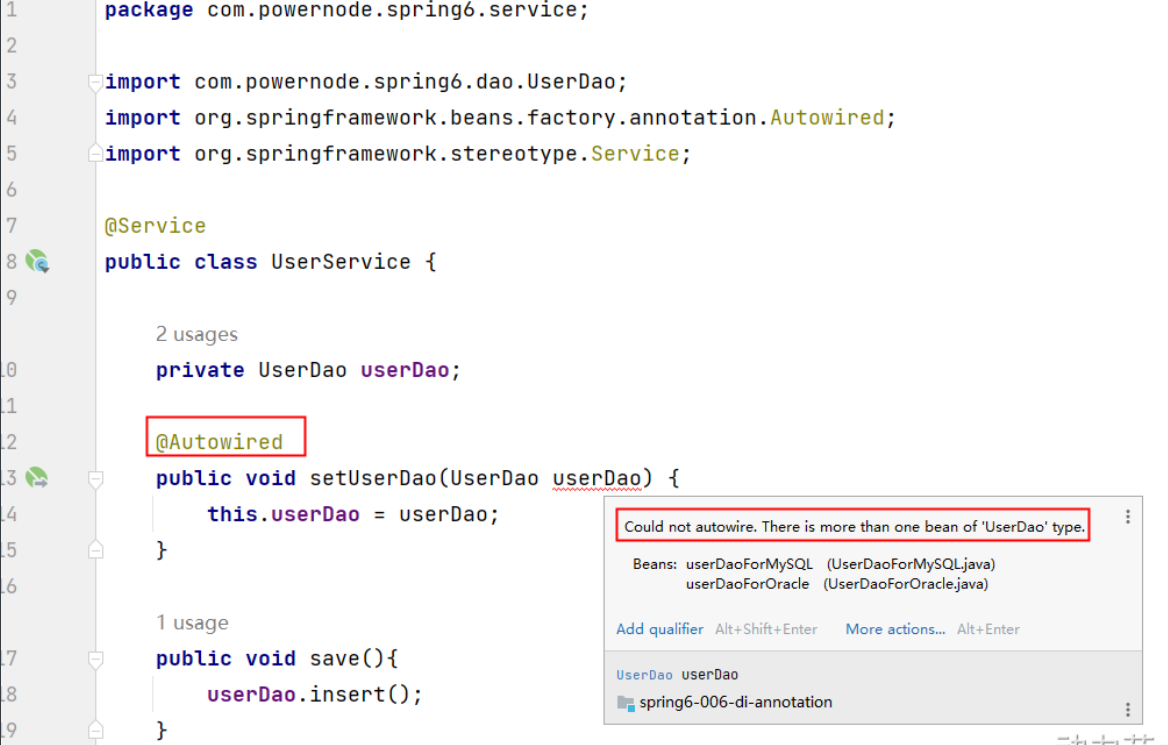 1 package com.powernode.spring6.service;
2
3 import com.powernode.spring6.dao.UserDao;
4 import org.springframework.beans.factory.annotation.Autowired;
5 import org.springframework.stereotype.Service;
6
7 @Service
8 public class UserService {
9
2 usages
10 private UserDao userDao;
11
12 @Autowired
13 public void setUserDao(UserDao userDao) {
14 this.userDao = userDao;
15 }
16
1 usage
17 public void save(){
18 userDao.insert();
19 }
Could not autowire. There is more than one bean of 'UserDao' type.
Beans: userDaoForMySQL (UserDaoForMySQL.java)
userDaoForOracle (UserDaoForOracle.java)
Add qualifier Alt+Shift+Enter More actions... Alt+Enter
UserDao userDao
spring6-006-di-annotation